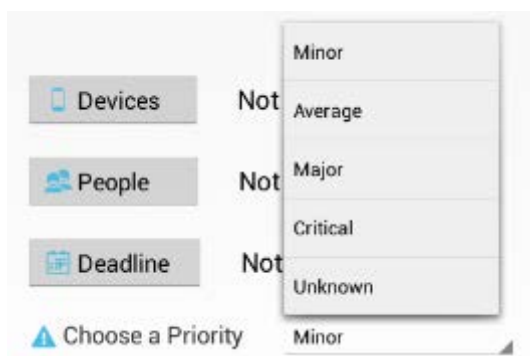 Minor
Devices Not
Average
People Not
Major
Critical
Deadline Not
Unknown
Choose a Priority Minor